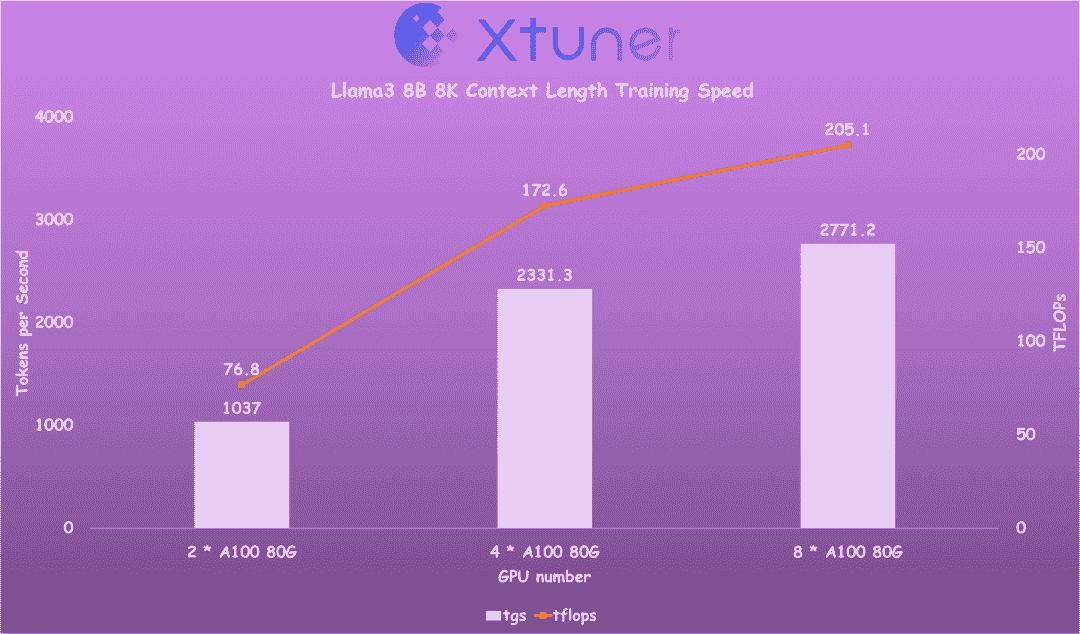 Xtuner
Llama3 8B 8K Context Length Training Speed
4000
3000
2000
1000
0
Tokens per Second
200
150
100
50
0
TFLOPs
205.1
172.6
76.8
2771.2
2331.3
1037
2 * A100 80G
4 * A100 80G
8 * A100 80G
GPU number
tgs
tflops